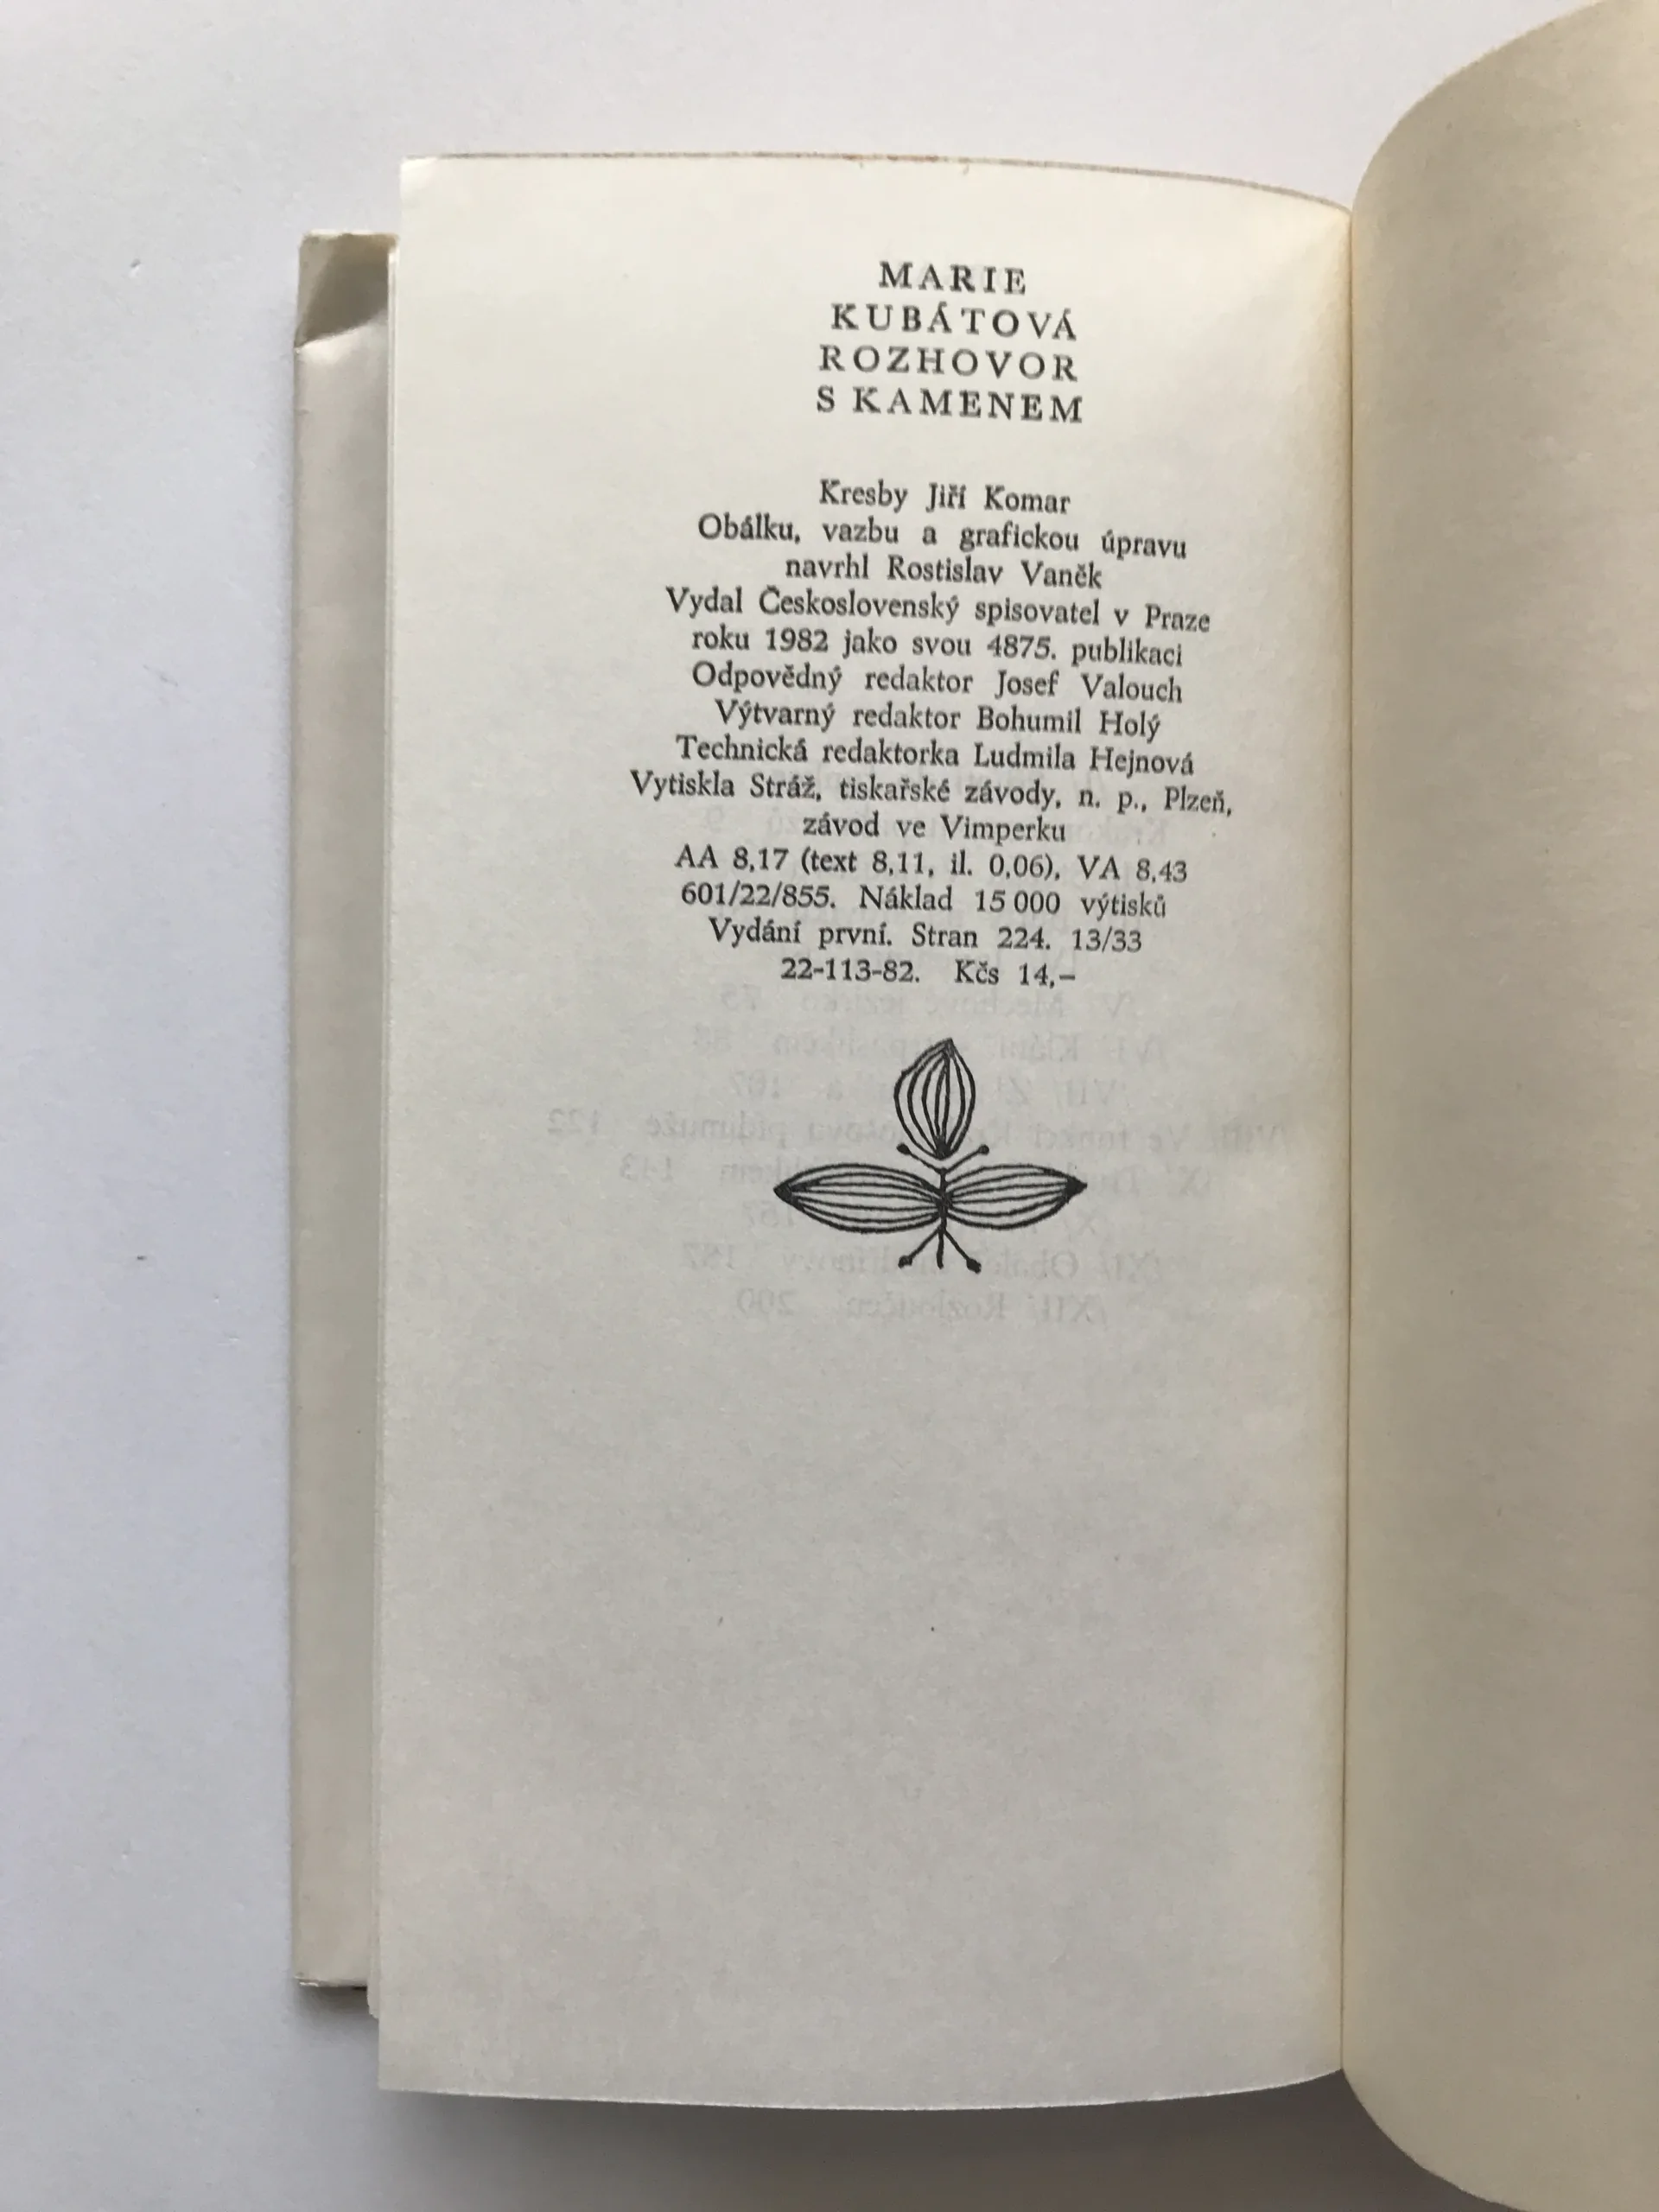 MARIE
KUBÁTOVÁ
ROZHOVOR
S KAMENEM
Kresby Jiří Komar
Obálku, vazbu a grafickou úpravu
navrhl Rostislav Vaněk
Vydal Československý spisovatel v Praze
roku 1982 jako svou 4875. publikaci
Odpovědný redaktor Josef Valouch
Výtvarný redaktor Bohumil Holý
Technická redaktorka Ludmila Hejnová
Vytiskla Stráž, tiskařské závody, n. p., Plzeň,
závod ve Vimperku
AA 8,17 (text 8,11, il. 0,06), VA 8,43
601/22/855. Náklad 15 000 výtisků
Vydání první. Stran 224. 13/33
22-113-82. Kčs 14,–